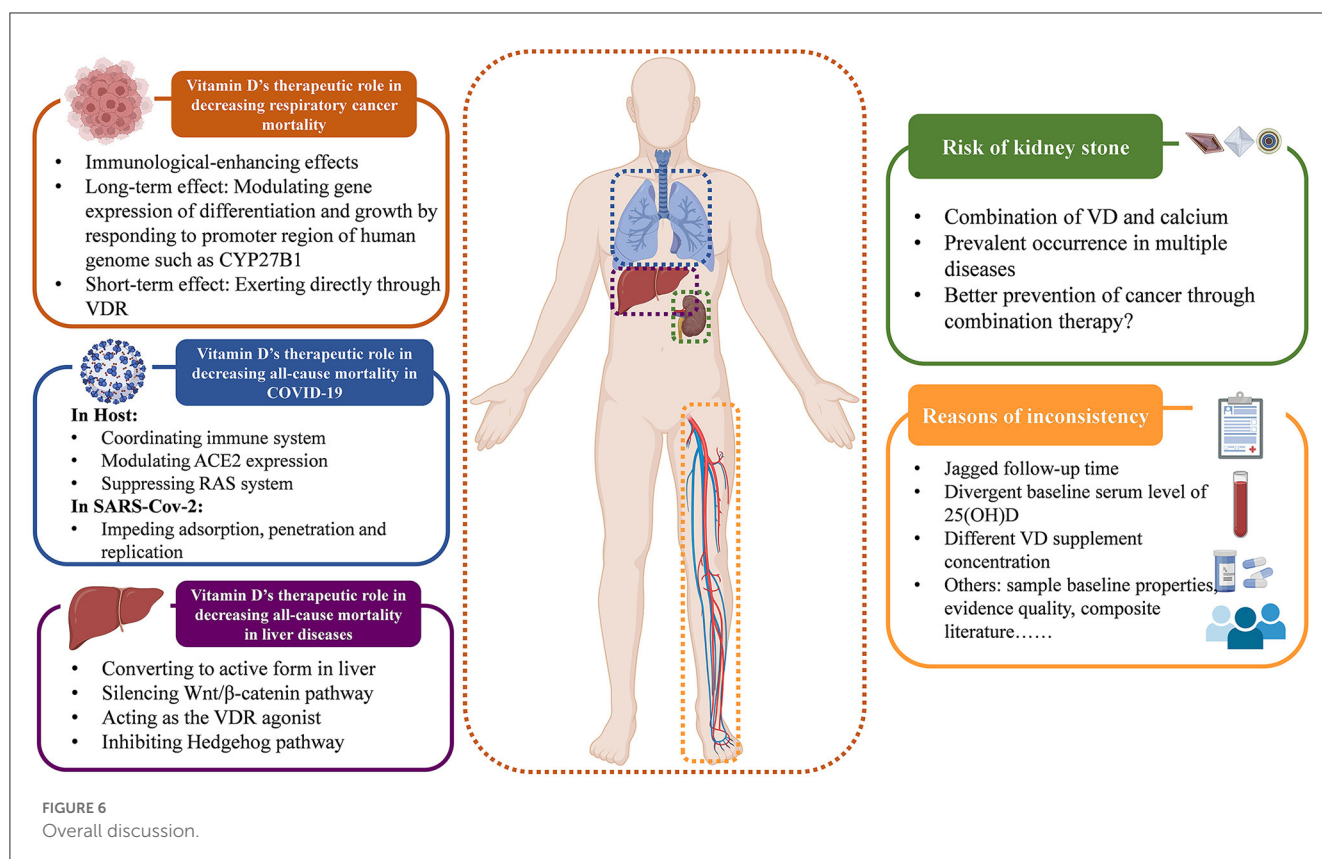 Vitamin D's therapeutic role in
decreasing respiratory cancer
mortality
• Immunological-enhancing effects
• Long-term effect: Modulating gene
expression of differentiation and growth by
responding to promoter region of human
genome such as CYP27B1
• Short-term effect: Exerting directly through
VDR
Vitamin D's therapeutic role in
decreasing all-cause mortality in
COVID-19
In Host:
• Coordinating immune system
• Modulating ACE2 expression
• Suppressing RAS system
In SARS-Cov-2:
• Impeding adsorption, penetration and
replication
Vitamin D's therapeutic role in
decreasing all-cause mortality
in liver diseases
• Converting to active form in liver
• Silencing Wnt/β-catenin pathway
• Acting as the VDR agonist
• Inhibiting Hedgehog pathway
Risk of kidney stone
• Combination of VD and calcium
• Prevalent occurrence in multiple
diseases
• Better prevention of cancer through
combination therapy?
Reasons of inconsistency
• Jagged follow-up time
• Divergent baseline serum level of
25(OH)D
• Different VD supplement
concentration
• Others: sample baseline properties,
evidence quality, composite
literature……
FIGURE 6
Overall discussion.